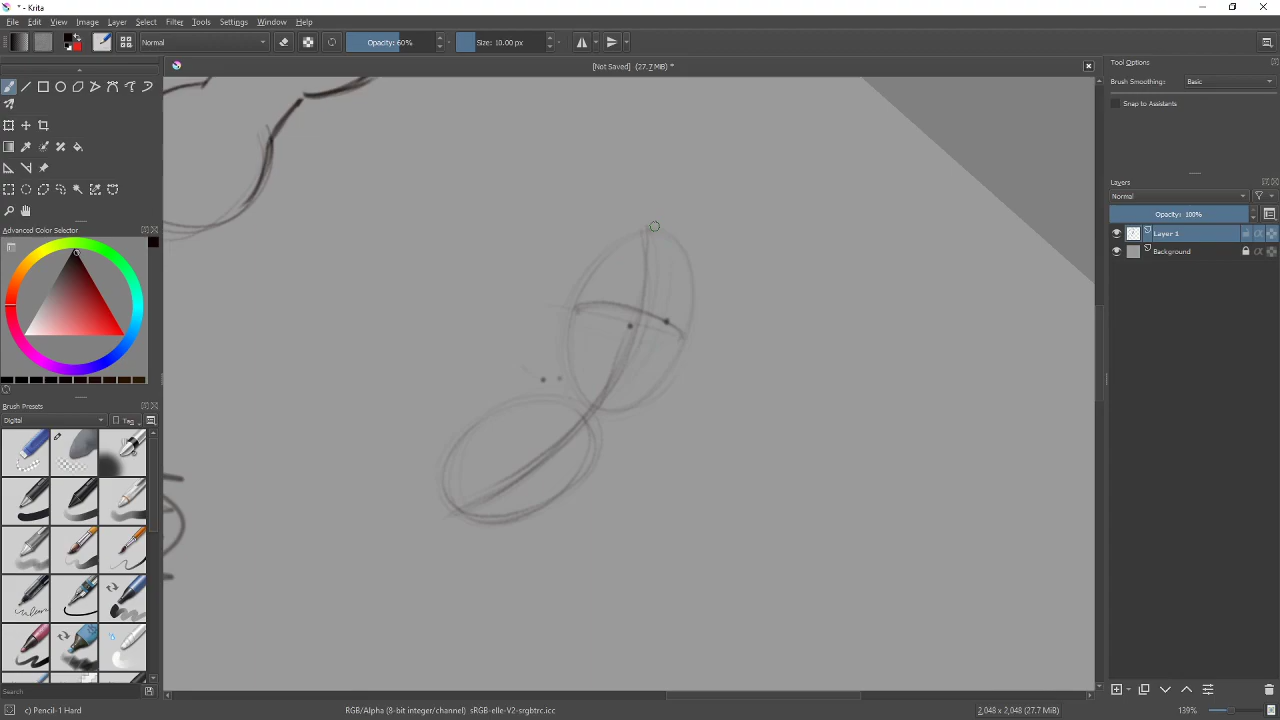 - Krita
File Edit View Image Layer Select Filter Tools Settings Window Help
Normal Opacity: 60% Size: 10.00 px
[Not Saved] (27.7 MiB) *
Tool Options
Brush Smoothing: Basic
Snap to Assistants
Layers
Normal
Opacity: 100%
Layer 1
Background
Advanced Color Selector
Brush Presets
Digital Tag
Search
c) Pencil-1 Hard RGB/Alpha (8-bit integer/channel) sRGB-elle-V2-srgbtrc.icc 2,048 x 2,048 (27.7 MiB) 139%